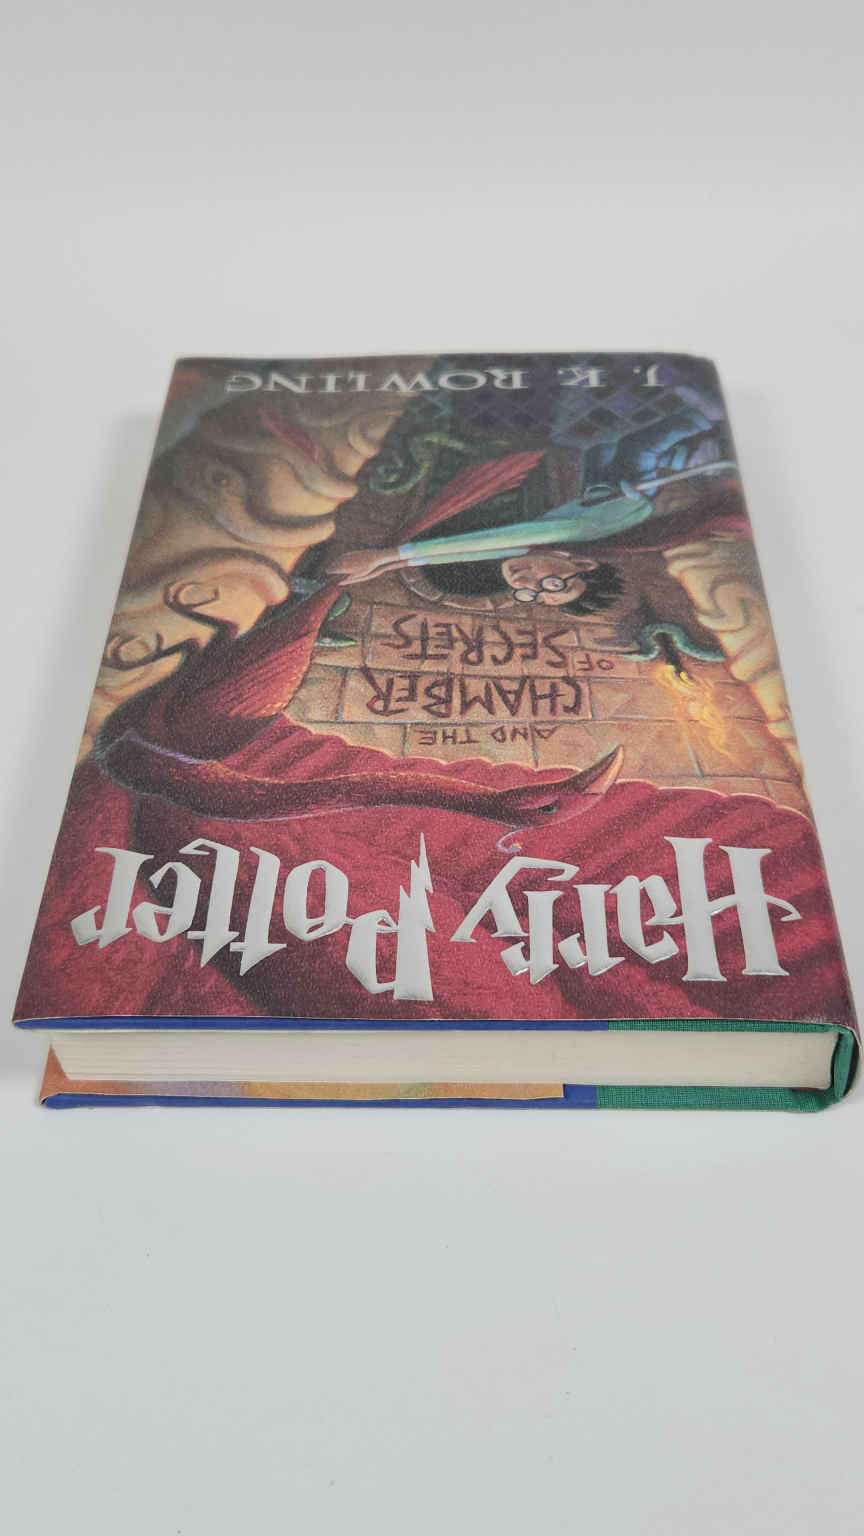 Harry Potter
AND THE
CHAMBER
OF SECRETS
J. K. ROWLING